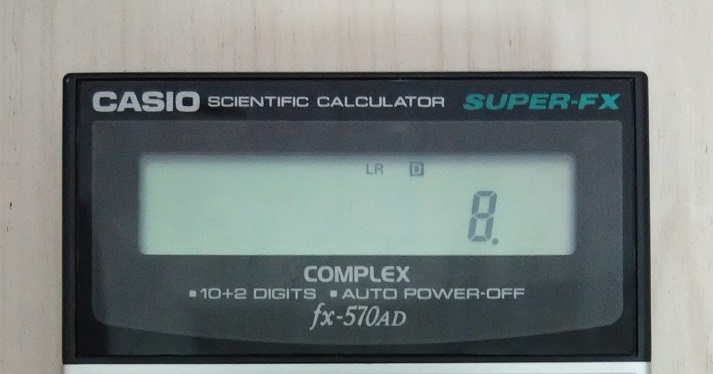 CASIO SCIENTIFIC CALCULATOR SUPER-FX
LR D
8.
COMPLEX
▪10+2 DIGITS ▪AUTO POWER-OFF
fx-570AD